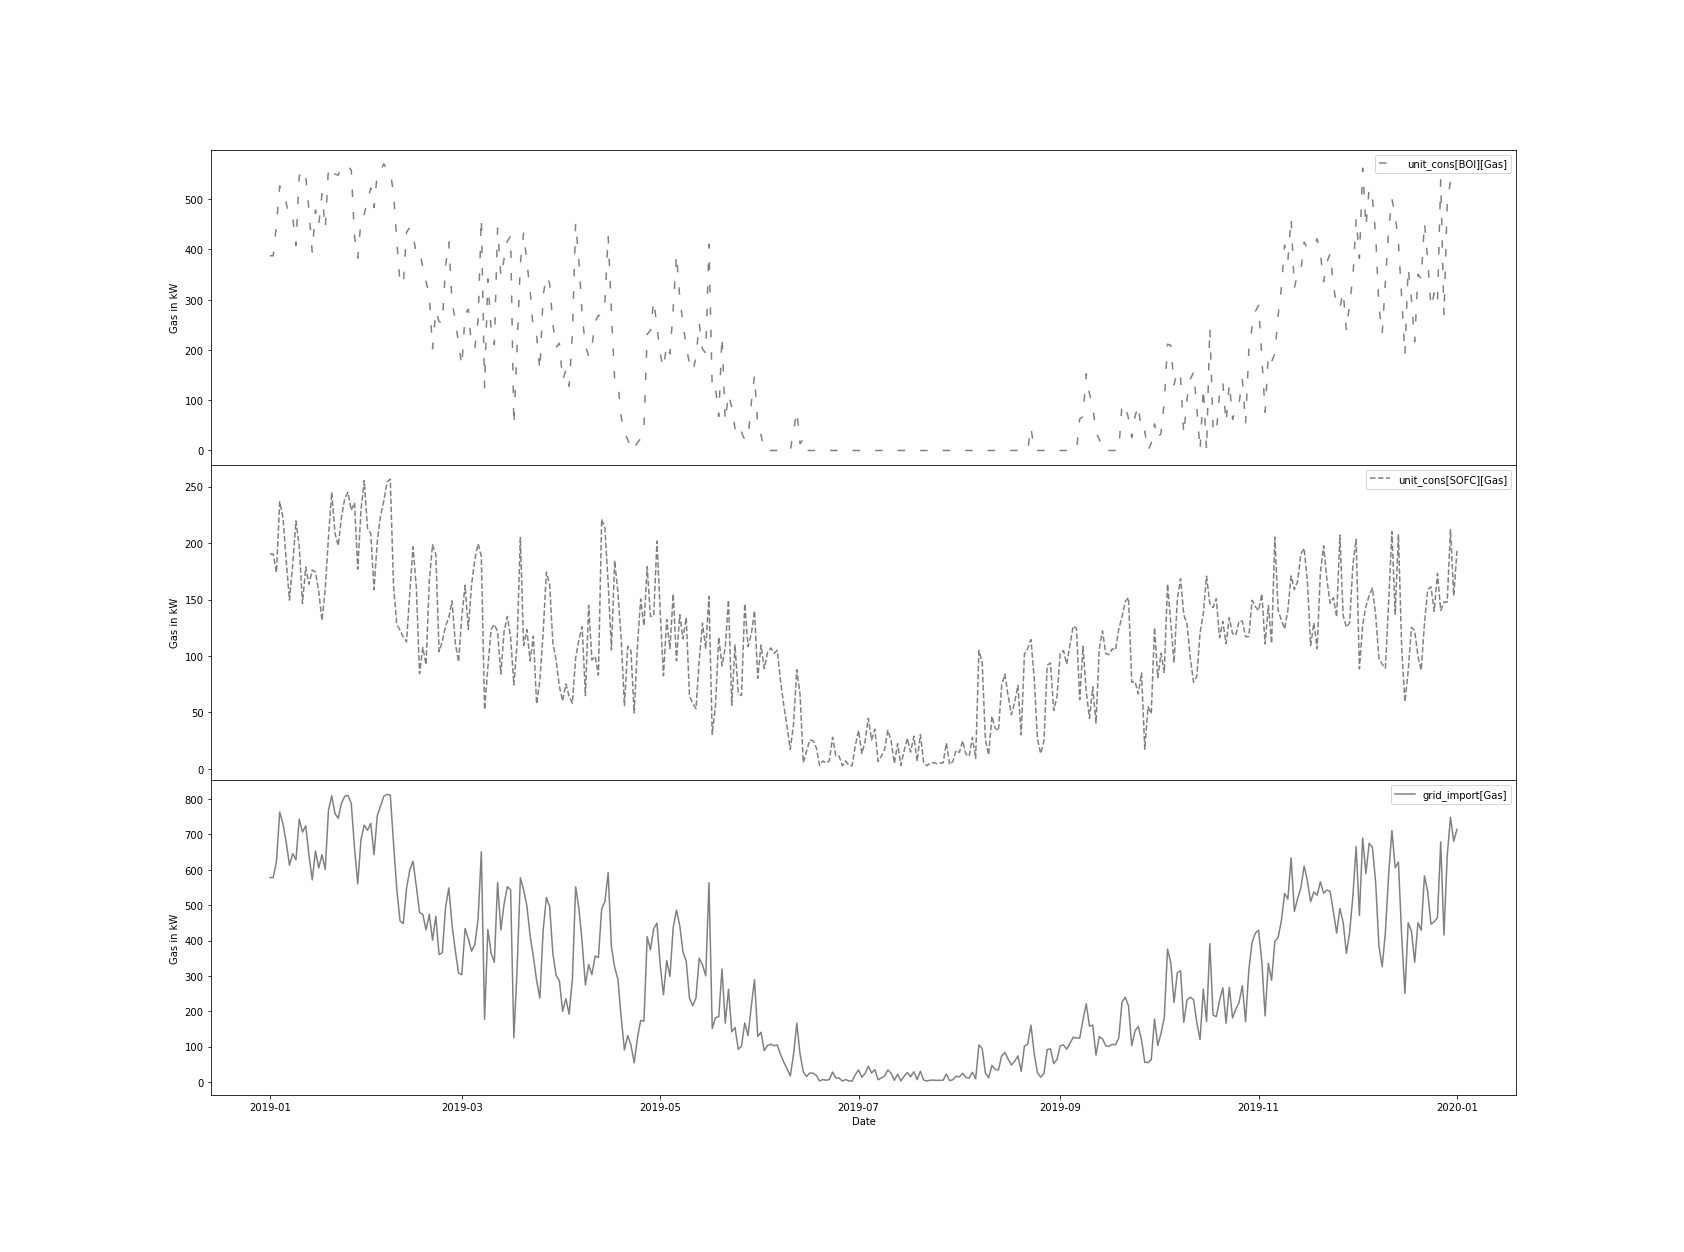 unit_cons[BOI][Gas]
500
400
300
200
100
0
Gas in kW
unit_cons[SOFC][Gas]
250
200
150
100
50
0
Gas in kW
grid_import[Gas]
800
700
600
500
400
300
200
100
0
Gas in kW
2019-01 2019-03 2019-05 2019-07 2019-09 2019-11 2020-01
Date